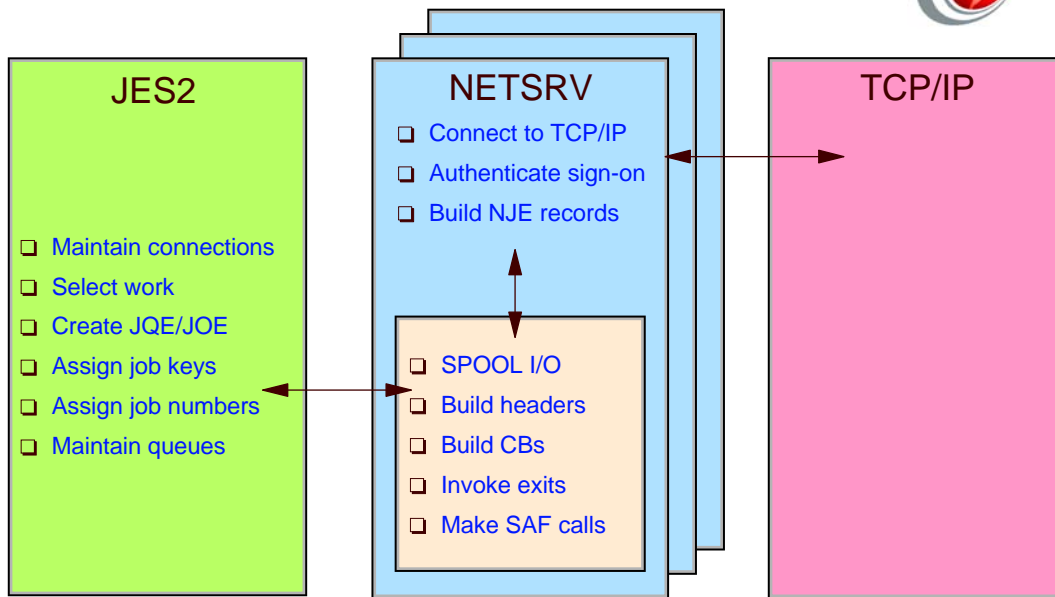 JES2
❏ Maintain connections
❏ Select work
❏ Create JQE/JOE
❏ Assign job keys
❏ Assign job numbers
❏ Maintain queues
NETSRV
❏ Connect to TCP/IP
❏ Authenticate sign-on
❏ Build NJE records
❏ SPOOL I/O
❏ Build headers
❏ Build CBs
❏ Invoke exits
❏ Make SAF calls
TCP/IP